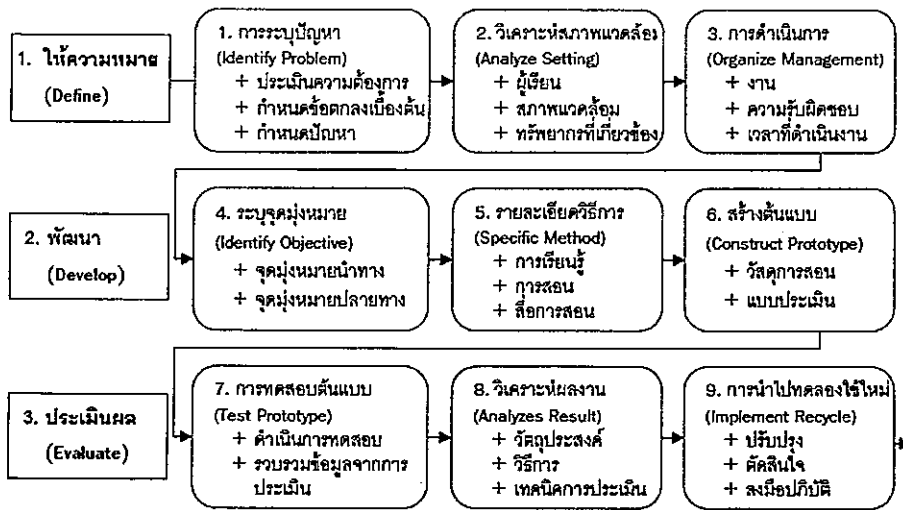 1. ให้ความหมาย
(Define)
1. การระบุปัญหา
(Identify Problem)
+ ประเมินความต้องการ
+ กำหนดข้อตกลงเบื้องต้น
+ กำหนดปัญหา
2. วิเคราะห์สภาพแวดล้อม
(Analyze Setting)
+ ผู้เรียน
+ สภาพแวดล้อม
+ ทรัพยากรที่เกี่ยวข้อง
3. การดำเนินการ
(Organize Management)
+ งาน
+ ความรับผิดชอบ
+ เวลาที่ดำเนินงาน
2. พัฒนา
(Develop)
4. ระบุจุดมุ่งหมาย
(Identify Objective)
+ จุดมุ่งหมายนำทาง
+ จุดมุ่งหมายปลายทาง
5. รายละเอียดวิธีการ
(Specific Method)
+ การเรียนรู้
+ การสอน
+ สื่อการสอน
6. สร้างต้นแบบ
(Construct Prototype)
+ วัสดุการสอน
+ แบบประเมิน
3. ประเมินผล
(Evaluate)
7. การทดสอบต้นแบบ
(Test Prototype)
+ ดำเนินการทดสอบ
+ รวบรวมข้อมูลจากการ
ประเมิน
8. วิเคราะห์ผลงาน
(Analyzes Result)
+ วัตถุประสงค์
+ วิธีการ
+ เทคนิคการประเมิน
9. การนำไปทดลองใช้ใหม่
(Implement Recycle)
+ ปรับปรุง
+ ตัดสินใจ
+ ลงมือปฏิบัติ